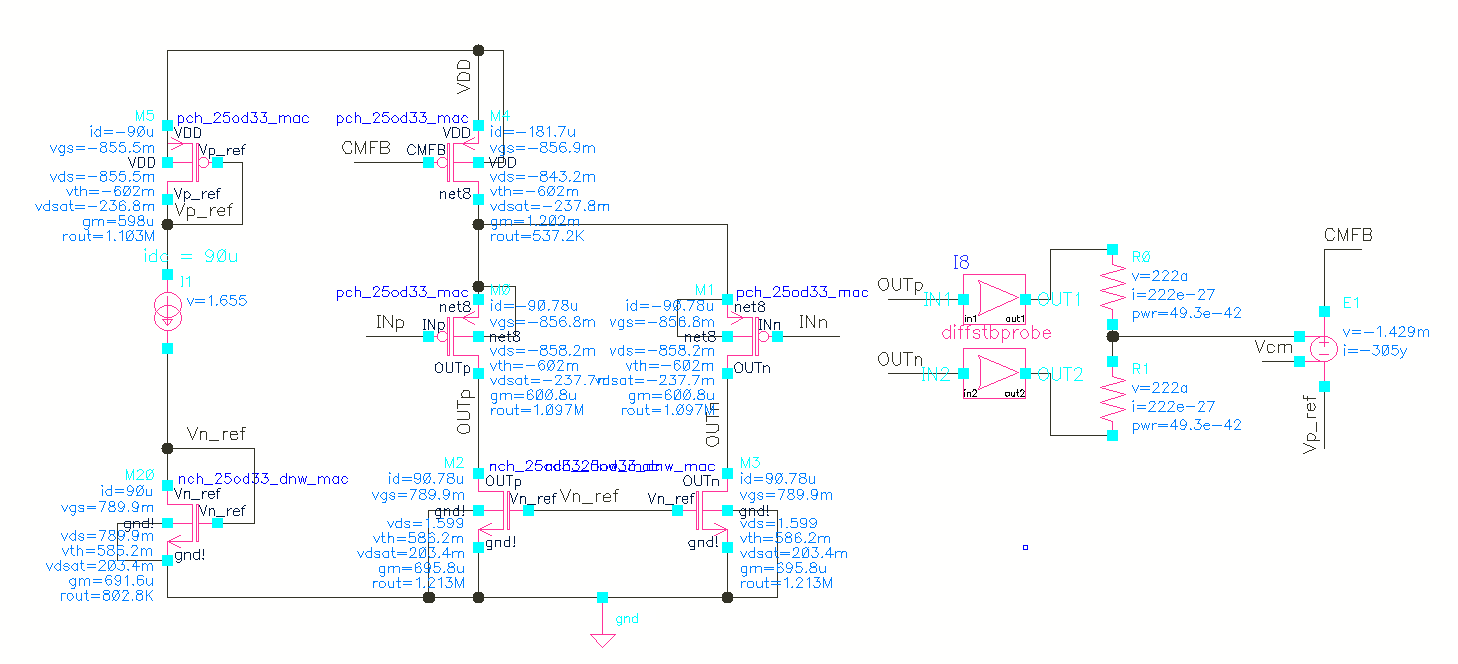 VDD
M5
pch_25od33_mac
id=-90u
VDD
vgs=-855.5m
Vp_ref
VDD
vds=-855.5m
vth=-602m
Vp_ref
vdsat=-236.8m
Vp_ref
gm=598u
rout=1.103M
idc = 90u
I1
v=1.655
Vn_ref
M20
nch_25od33_dnw_mac
id=90u
Vn_ref
vgs=789.9m
Vn_ref
gnd!
vds=789.9m
vth=586.2m
gnd!
vdsat=203.4m
gm=691.6u
rout=802.8K
pch_25od33_mac
M4
VDD
id=-181.7u
CMFB
CMFB
vgs=-856.9m
VDD
vds=-843.2m
net8
vth=-602m
vdsat=-237.8m
gm=1.202m
rout=537.2K
pch_25od33_mac
M0
net8
id=-90.78u
INp
INp
vgs=-856.8m
net8
vds=-858.2m
vth=-602m
OUTp
vdsat=-237.7m
gm=600.8u
rout=1.097M
OUTp
M1
pch_25od33_mac
id=-90.78u
net8
vgs=-856.8m
INn
INn
net8
vds=-858.2m
vth=-602m
OUTn
vdsat=-237.7m
gm=600.8u
rout=1.097M
OUTn
M2
id=90.78u
OUTp
vgs=789.9m
Vn_ref
Vn_ref
gnd!
vds=1.599
vth=586.2m
gnd!
vdsat=203.4m
gm=695.8u
rout=1.213M
M3
OUTn
id=90.78u
Vn_ref
vgs=789.9m
gnd!
vds=1.599
vth=586.2m
gnd!
vdsat=203.4m
gm=695.8u
rout=1.213M
gnd
I8
OUTp
IN1
OUT1
in1
out1
diffstbprobe
OUTn
IN2
OUT2
in2
out2
R0
v=222a
i=222e-27
pwr=49.3e-42
R1
v=222a
i=222e-27
pwr=49.3e-42
CMFB
E1
v=-1.429m
i=-305y
Vcm
Vp_ref